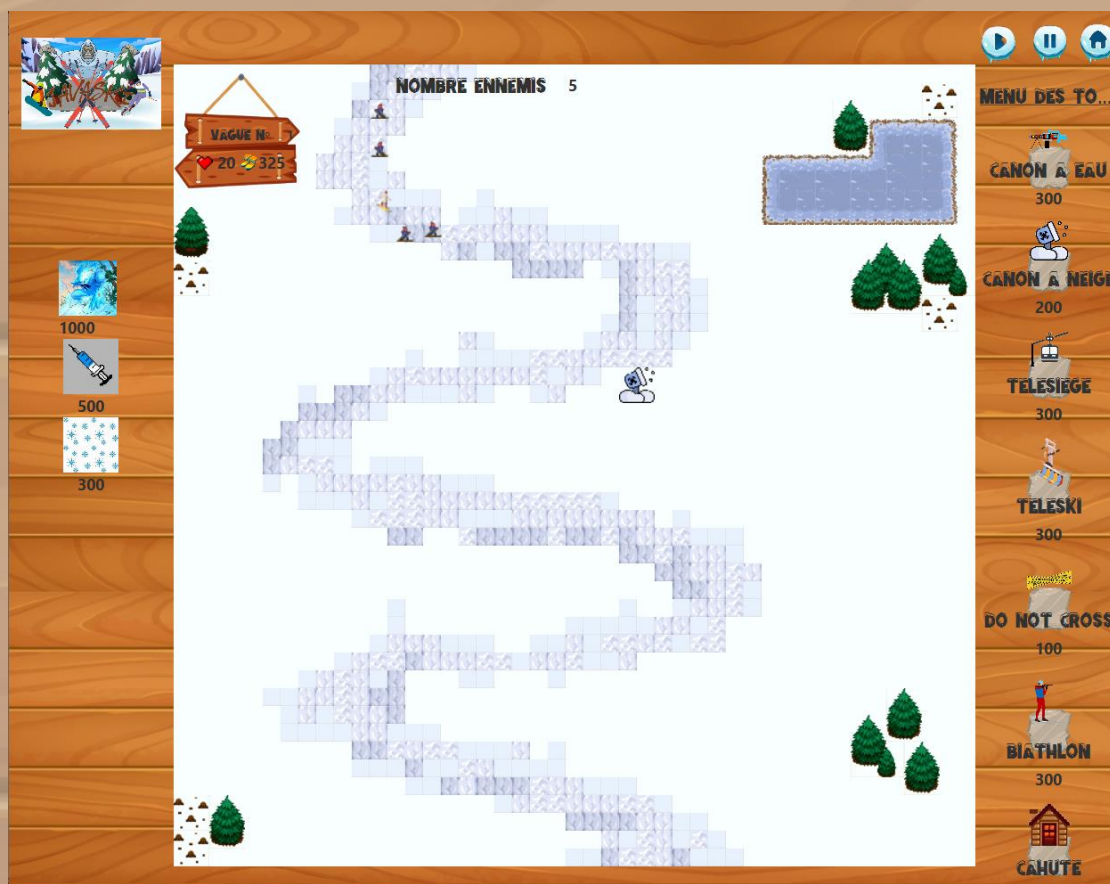 NOMBRE ENNEMIS 5
VAGUE N°
20 325
1000
500
300
MENU DES TO...
CANON A EAU
300
CANON A NEIGE
200
TELESIEGE
300
TELESKI
300
DO NOT CROSS
100
BIATHLON
300
CAHUTE